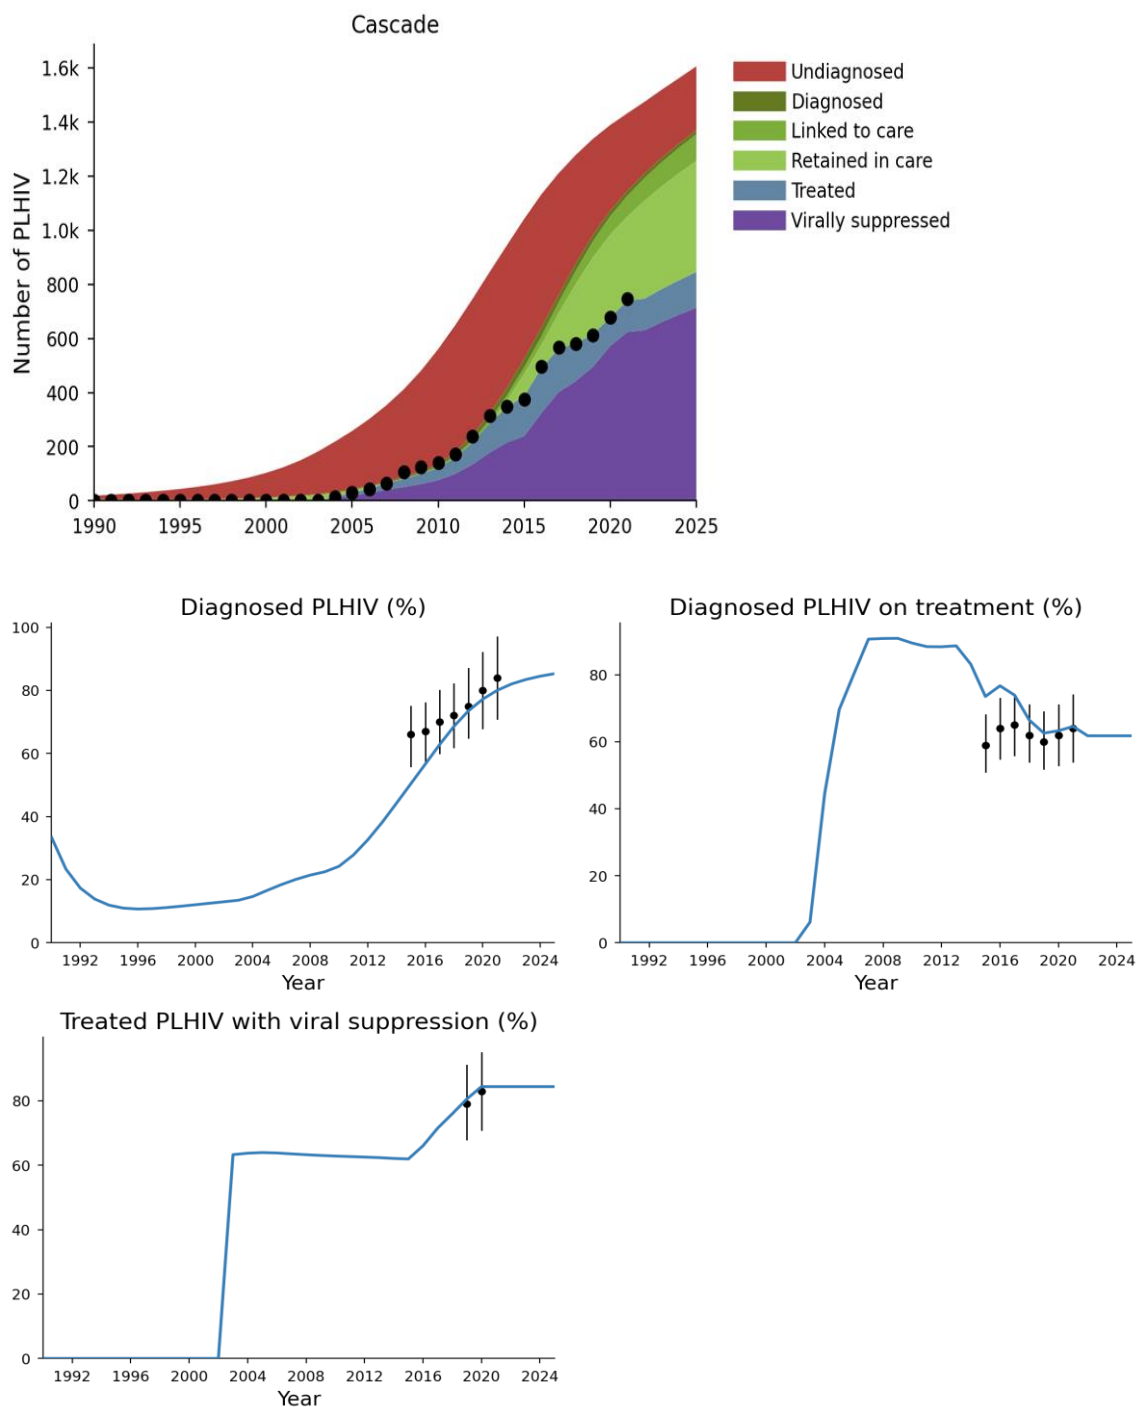 Cascade
Number of PLHIV
1.6k
1.4k
1.2k
1.0k
800
600
400
200
0
1990 1995 2000 2005 2010 2015 2020 2025
Undiagnosed
Diagnosed
Linked to care
Retained in care
Treated
Virally suppressed
Diagnosed PLHIV (%)
100
80
60
40
20
0
1992 1996 2000 2004 2008 2012 2016 2020 2024
Year
Diagnosed PLHIV on treatment (%)
80
60
40
20
0
1992 1996 2000 2004 2008 2012 2016 2020 2024
Year
Treated PLHIV with viral suppression (%)
80
60
40
20
0
1992 1996 2000 2004 2008 2012 2016 2020 2024
Year